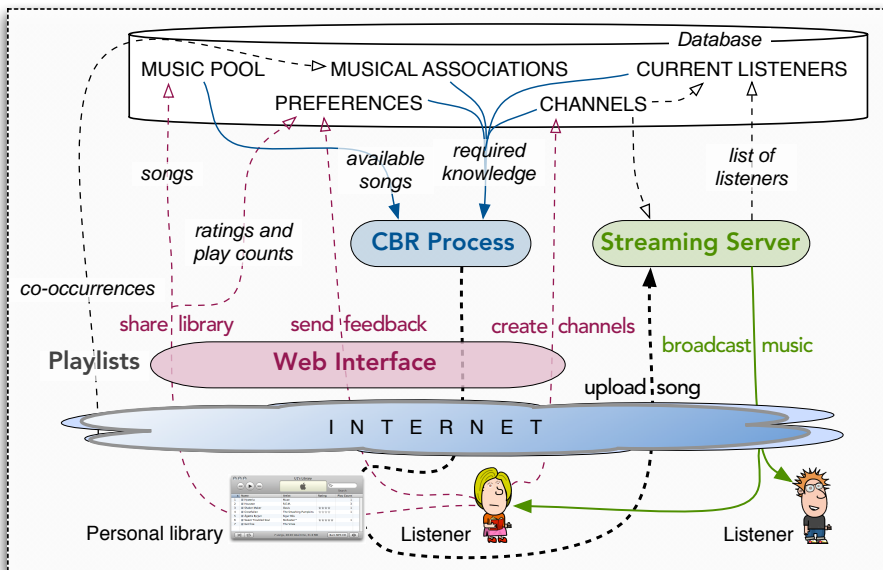 Database
MUSIC POOL
MUSICAL ASSOCIATIONS
CURRENT LISTENERS
PREFERENCES
CHANNELS
songs
available
songs
required
knowledge
list of
listeners
ratings and
play counts
CBR Process
Streaming Server
co-occurrences
share library
send feedback
create channels
broadcast music
Playlists
Web Interface
upload song
INTERNET
Personal library
Listener
Listener